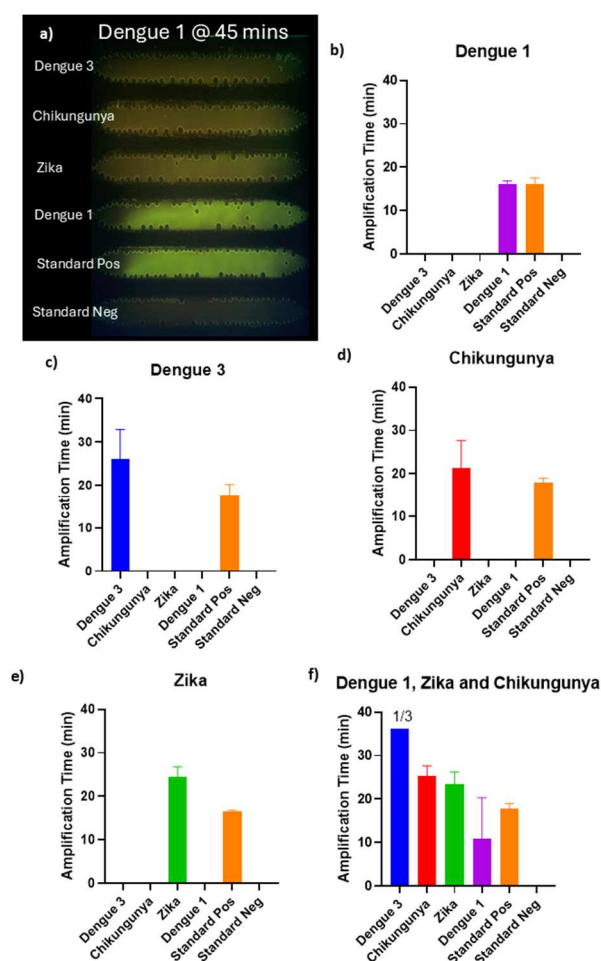 a)
Dengue 1 @ 45 mins
Dengue 3
Chikungunya
Zika
Dengue 1
Standard Pos
Standard Neg
b)
Dengue 1
Amplification Time (min)
40
30
20
10
0
Dengue 3
Chikungunya
Zika
Dengue 1
Standard Pos
Standard Neg
c)
Dengue 3
Amplification Time (min)
40
30
20
10
0
Dengue 3
Chikungunya
Zika
Dengue 1
Standard Pos
Standard Neg
d)
Chikungunya
Amplification Time (min)
40
30
20
10
0
Dengue 3
Chikungunya
Zika
Dengue 1
Standard Pos
Standard Neg
e)
Zika
Amplification Time (min)
40
30
20
10
0
Dengue 3
Chikungunya
Zika
Dengue 1
Standard Pos
Standard Neg
f)
Dengue 1, Zika and Chikungunya
Amplification Time (min)
40
30
20
10
0
1/3
Dengue 3
Chikungunya
Zika
Dengue 1
Standard Pos
Standard Neg